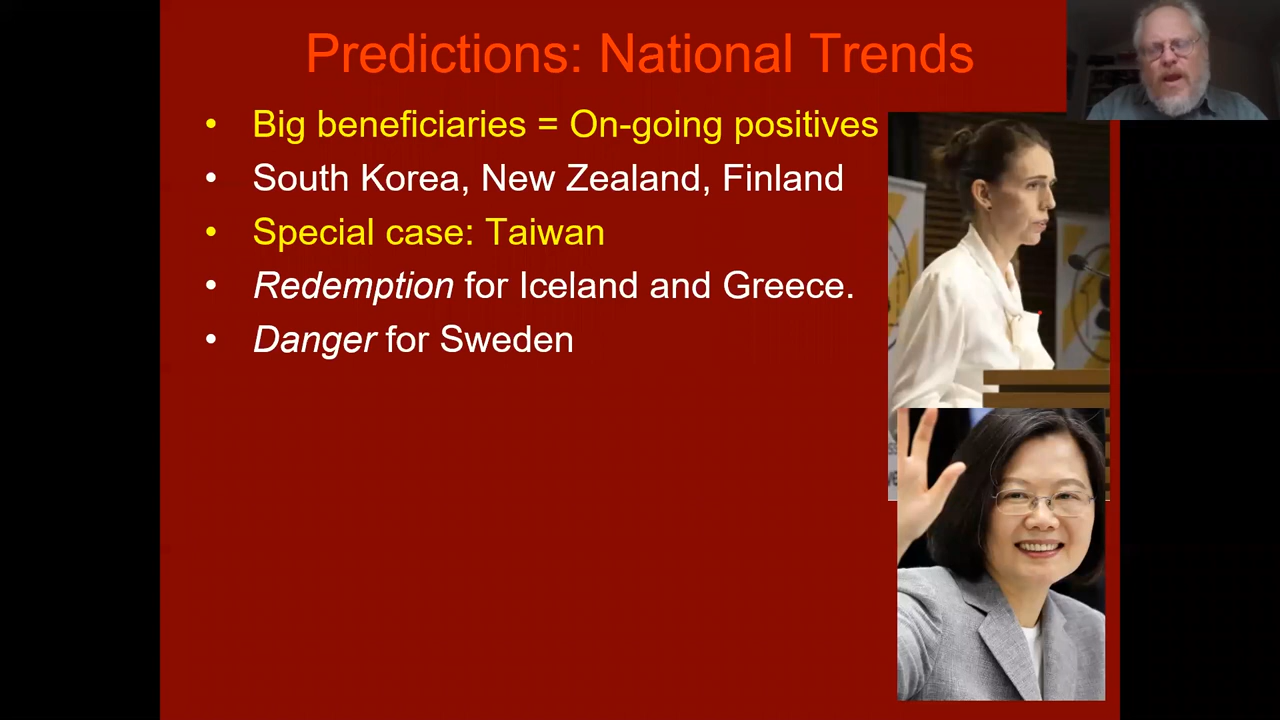 Predictions: National Trends
• Big beneficiaries = On-going positives
• South Korea, New Zealand, Finland
• Special case: Taiwan
• Redemption for Iceland and Greece.
• Danger for Sweden